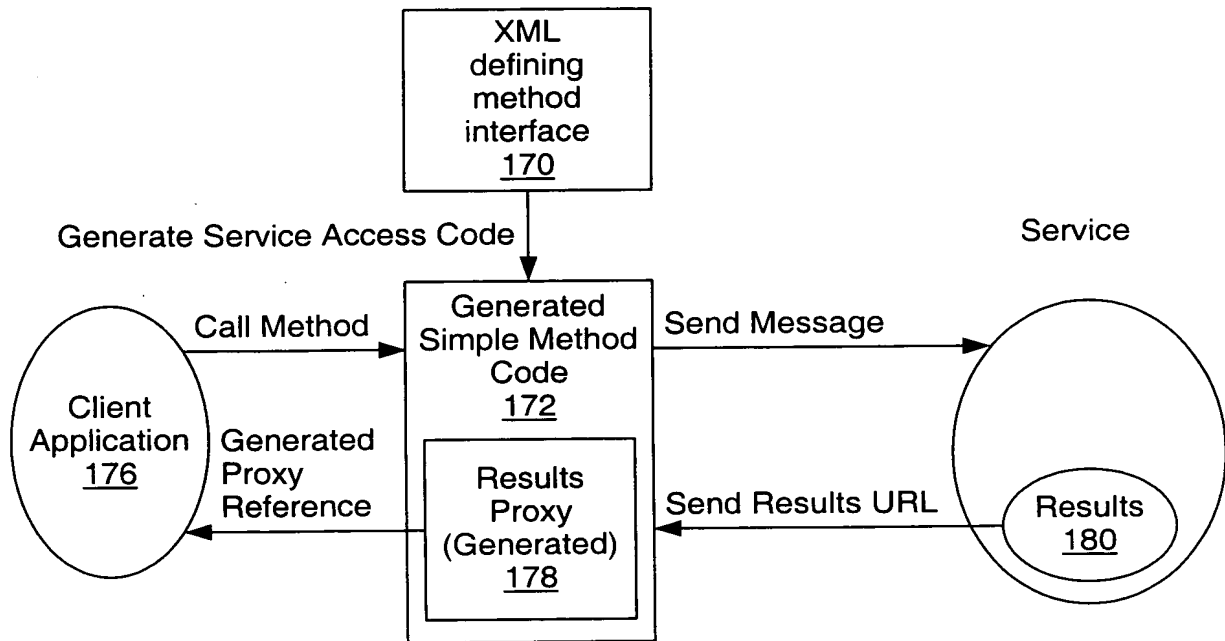 XML
defining
method
interface
170
Generate Service Access Code
Service
Call Method
Generated
Simple Method
Code
172
Send Message
Client
Application
176
Generated
Proxy
Reference
Results
Proxy
(Generated)
178
Send Results URL
Results
180